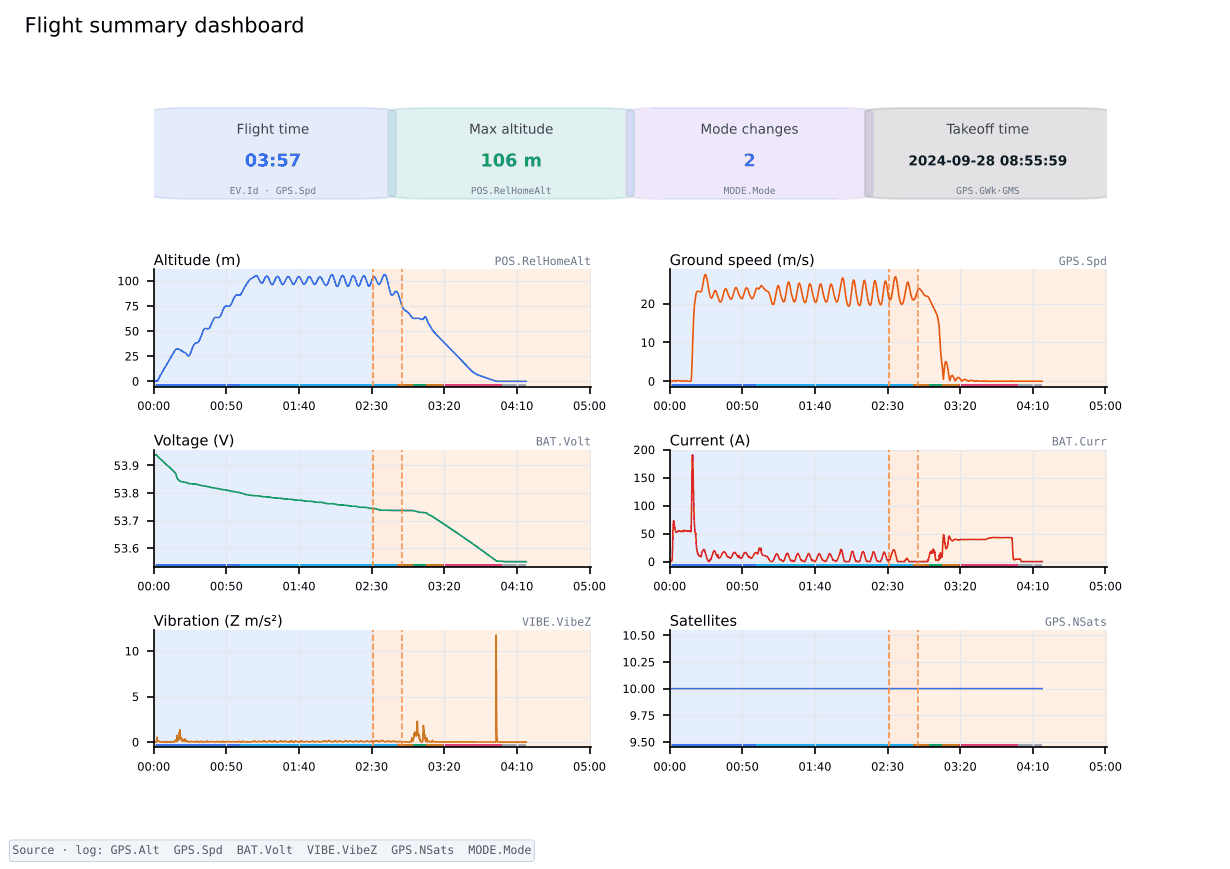 Flight summary dashboard
Flight time
03:57
EV.Id · GPS.Spd
Max altitude
106 m
POS.RelHomeAlt
Mode changes
2
MODE.Mode
Takeoff time
2024-09-28 08:55:59
GPS.GWk·GMS
Altitude (m)
POS.RelHomeAlt
100
75
50
25
0
00:00 00:50 01:40 02:30 03:20 04:10 05:00
Ground speed (m/s)
GPS.Spd
20
10
0
00:00 00:50 01:40 02:30 03:20 04:10 05:00
Voltage (V)
BAT.Volt
53.9
53.8
53.7
53.6
00:00 00:50 01:40 02:30 03:20 04:10 05:00
Current (A)
BAT.Curr
200
150
100
50
0
00:00 00:50 01:40 02:30 03:20 04:10 05:00
Vibration (Z m/s²)
VIBE.VibeZ
10
5
0
00:00 00:50 01:40 02:30 03:20 04:10 05:00
Satellites
GPS.NSats
10.50
10.25
10.00
9.75
9.50
00:00 00:50 01:40 02:30 03:20 04:10 05:00
Source · log: GPS.Alt GPS.Spd BAT.Volt VIBE.VibeZ GPS.NSats MODE.Mode